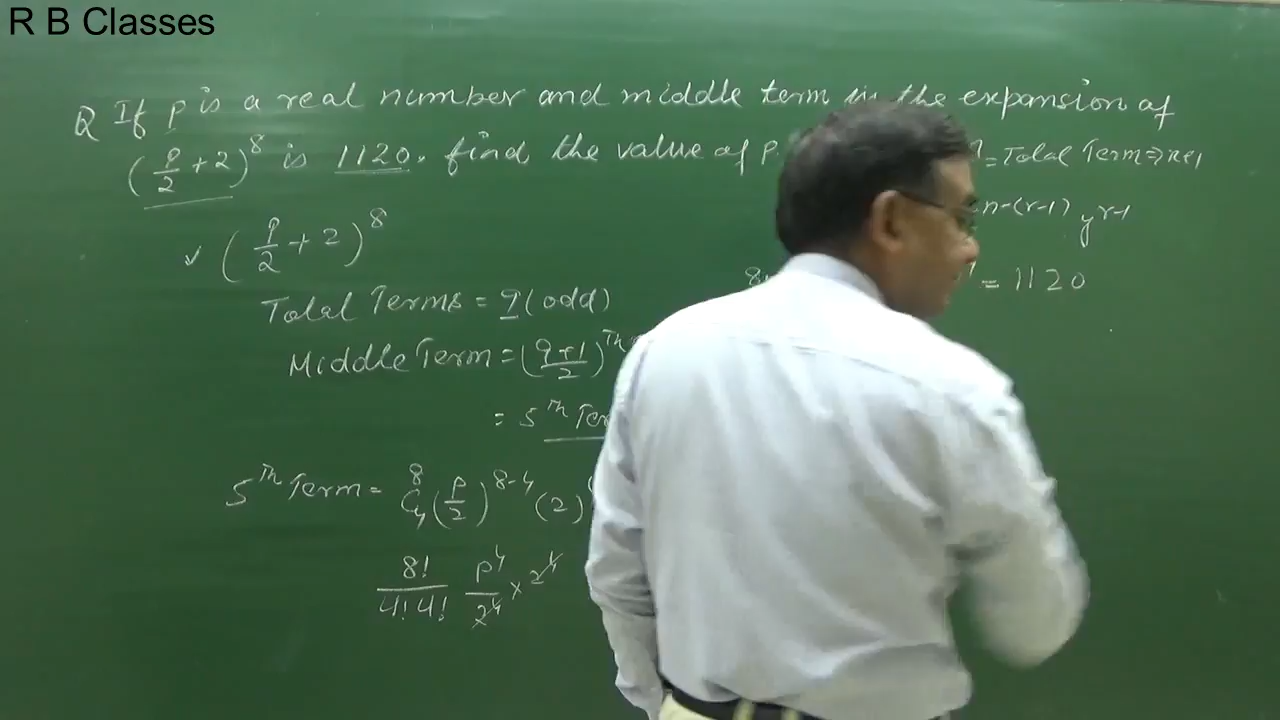 R B Classes
Q If p is a real number and middle term in the expansion of
(p/2 + 2)^8 is 1120. find the value of p.
= Total Term ⇒ n+1
n-(r-1) y r-1
✓ (p/2 + 2)^8
= 1120
Total Terms = 9 (odd)
Middle Term = (9+1/2)^Th
= 5^Th
5^Th Term = ^8C_4 (p/2)^8-4 (2)
8!/4! 4! p^4/2^4 × 2^4